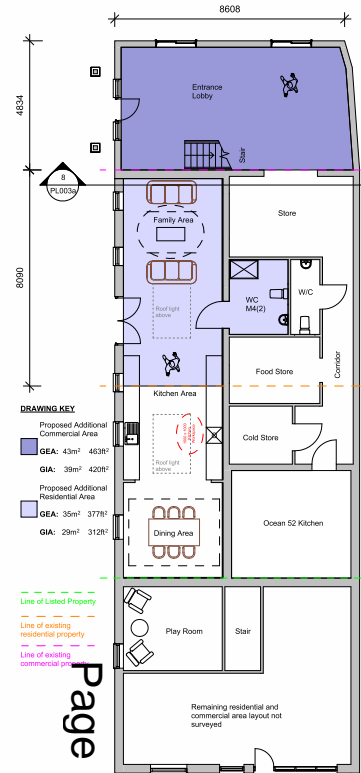 8608
4834
Entrance
Lobby
Stair
8
PL003a
Store
Family Area
8090
Roof light
above
WC
M4(2)
W/C
Corridor
Food Store
Kitchen Area
Cold Store
Roof light
above
DRAWING KEY
Proposed Additional
Commercial Area
GEA: 43m² 463ft²
GIA: 39m² 420ft²
Proposed Additional
Residential Area
GEA: 35m² 377ft²
GIA: 29m² 312ft²
Ocean 52 Kitchen
Dining Area
Line of Listed Property
Line of existing
residential property
Line of existing
commercial property
Play Room
Stair
Page
Remaining residential and
commercial area layout not
surveyed